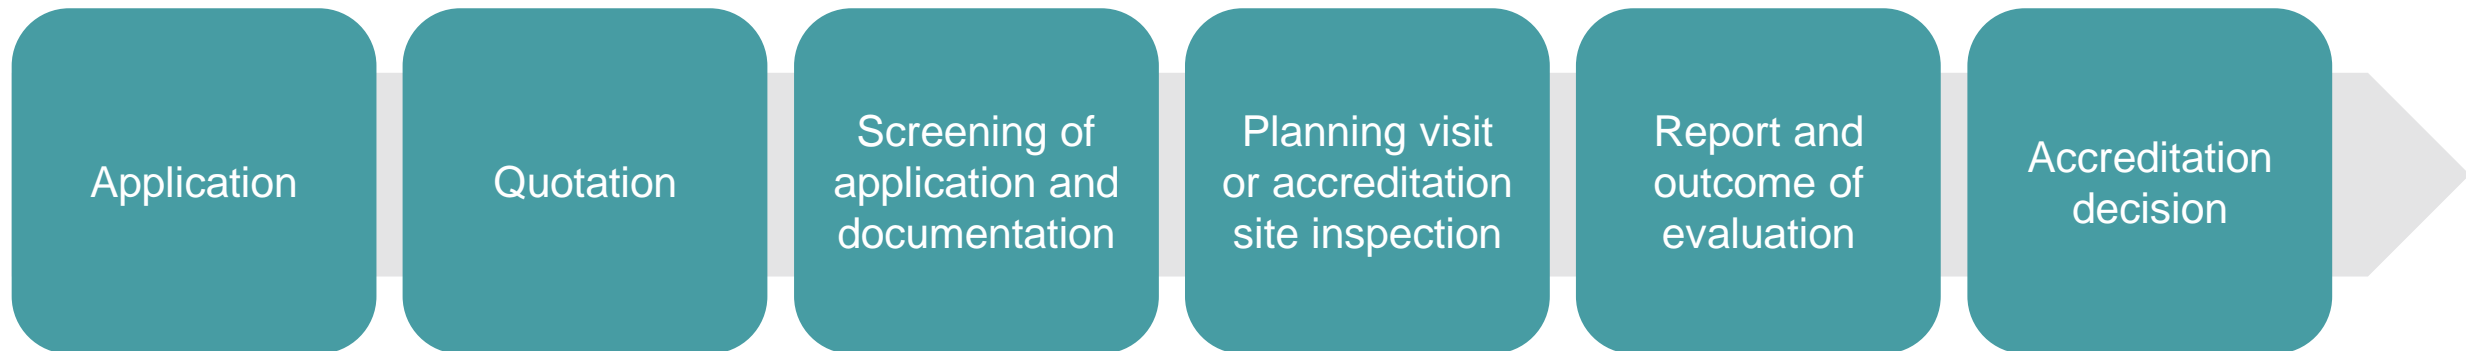 Application
Quotation
Screening of
application and
documentation
Planning visit
or accreditation
site inspection
Report and
outcome of
evaluation
Accreditation
decision